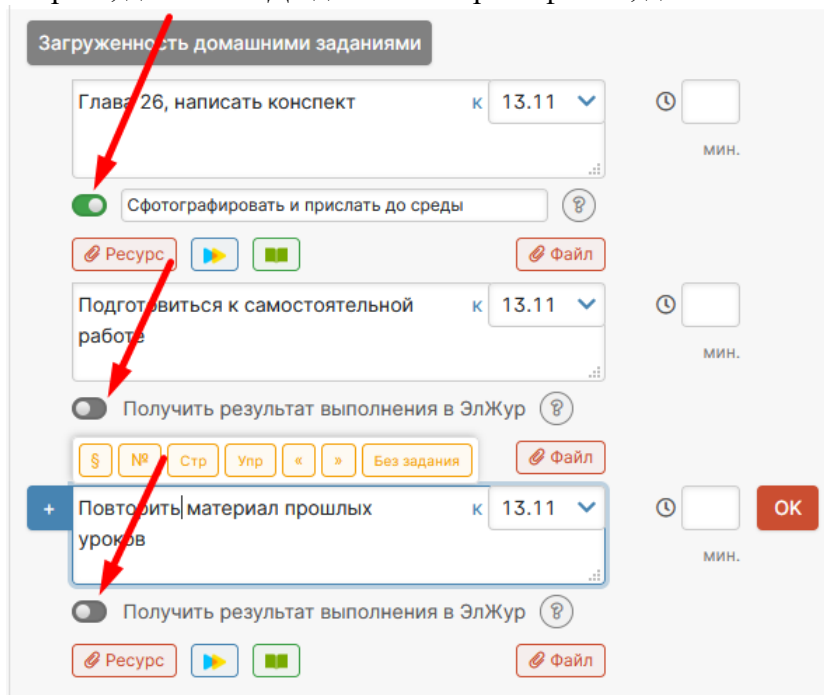 Загруженность домашними заданиями
Глава 26, написать конспект к 13.11
мин.
Сфотографировать и прислать до среды ?
Ресурс Файл
Подготовиться к самостоятельной к 13.11
работе
мин.
Получить результат выполнения в ЭлЖур ?
§ № Стр Упр « » Без задания Файл
+ Повторить материал прошлых к 13.11 ОК
уроков
мин.
Получить результат выполнения в ЭлЖур ?
Ресурс Файл